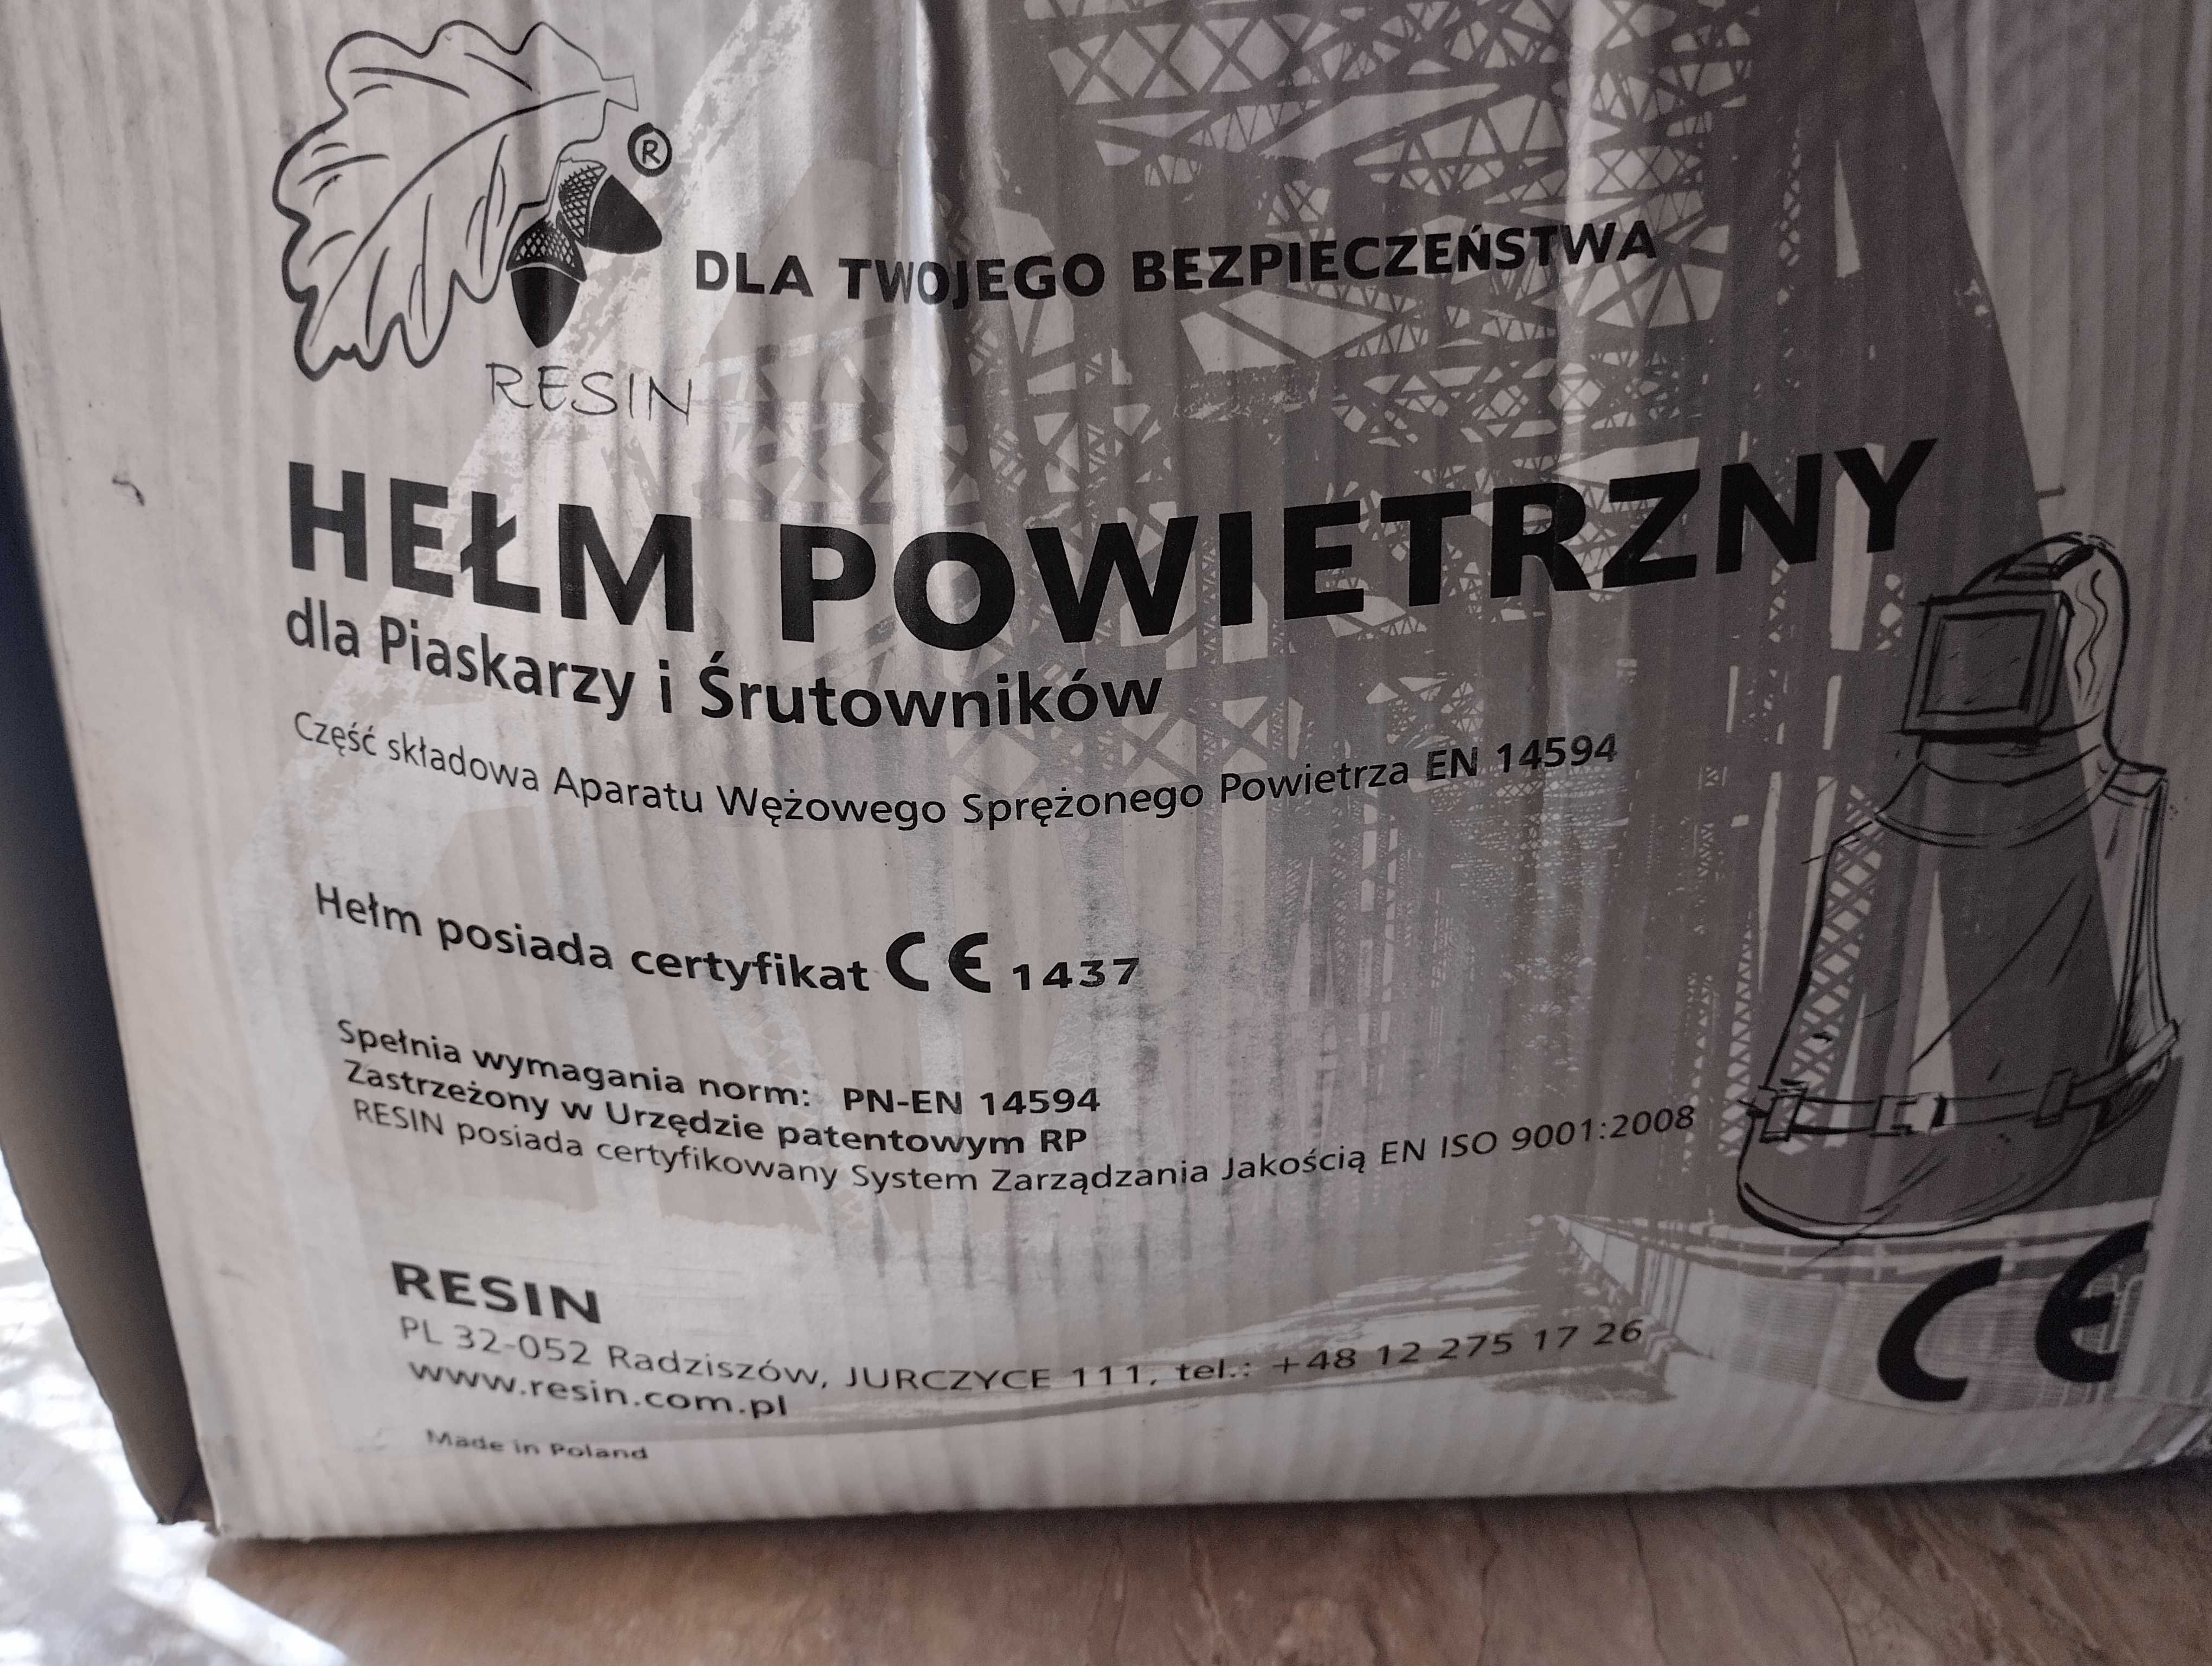 ®
DLA TWOJEGO BEZPIECZEŃSTWA
RESIN
HEŁM POWIETRZNY
dla Piaskarzy i Śrutowników
Część składowa Aparatu Wężowego Sprężonego Powietrza EN 14594
Hełm posiada certyfikat CE 1437
Spełnia wymagania norm: PN-EN 14594
Zastrzeżony w Urzędzie patentowym RP
RESIN posiada certyfikowany System Zarządzania Jakością EN ISO 9001:2008
RESIN
PL 32-052 Radziszów, JURCZYCE 111, tel.: +48 12 275 17 26
www.resin.com.pl
Made in Poland
CE